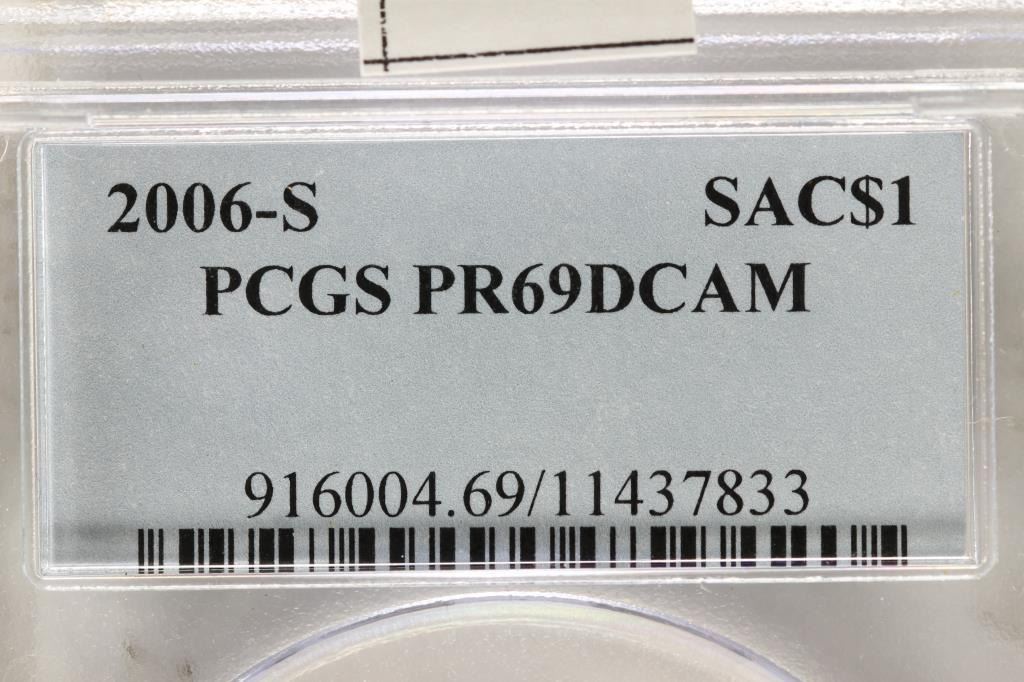 2006-S SAC$1
PCGS PR69DCAM
916004.69/11437833